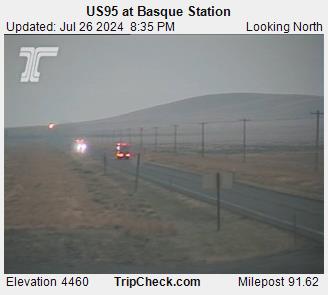 US95 at Basque Station
Updated: Jul 26 2024 8:35 PM Looking North
Elevation 4460 TripCheck.com Milepost 91.62